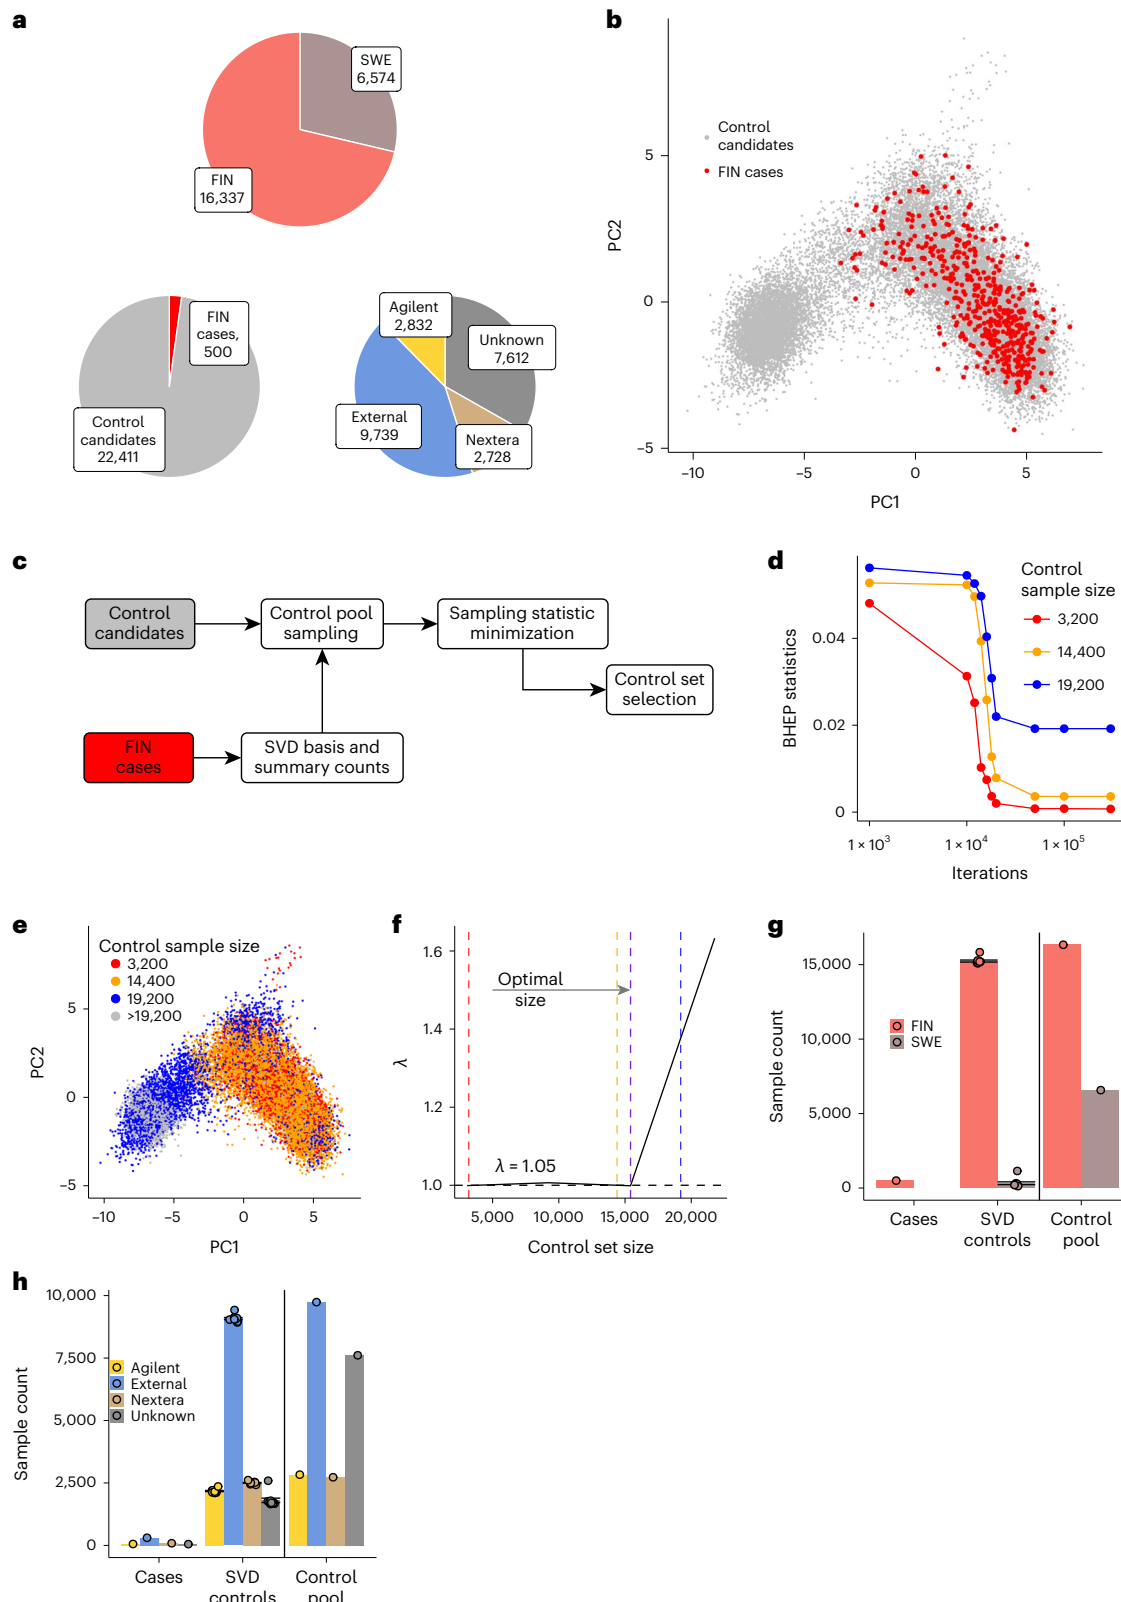 a
SWE
6,574
FIN
16,337
FIN
cases,
500
Control
candidates
22,411
Agilent
2,832
Unknown
7,612
External
9,739
Nextera
2,728
b
Control
candidates
FIN cases
PC2
5
0
−5
−10
−5
0
5
PC1
c
Control
candidates
Control pool
sampling
Sampling statistic
minimization
Control set
selection
FIN
cases
SVD basis and
summary counts
d
Control
sample size
3,200
14,400
19,200
BHEP statistics
0.04
0.02
0
1 × 10³
1 × 10⁴
1 × 10⁵
Iterations
e
Control sample size
3,200
14,400
19,200
>19,200
PC2
5
0
−5
−10
−5
0
5
PC1
f
λ
1.6
1.4
1.2
1.0
Optimal
size
λ = 1.05
5,000
10,000
15,000
20,000
Control set size
g
Sample count
15,000
10,000
5,000
0
FIN
SWE
Cases
SVD
controls
Control
pool
h
Sample count
10,000
7,500
5,000
2,500
0
Agilent
External
Nextera
Unknown
Cases
SVD
controls
Control
pool